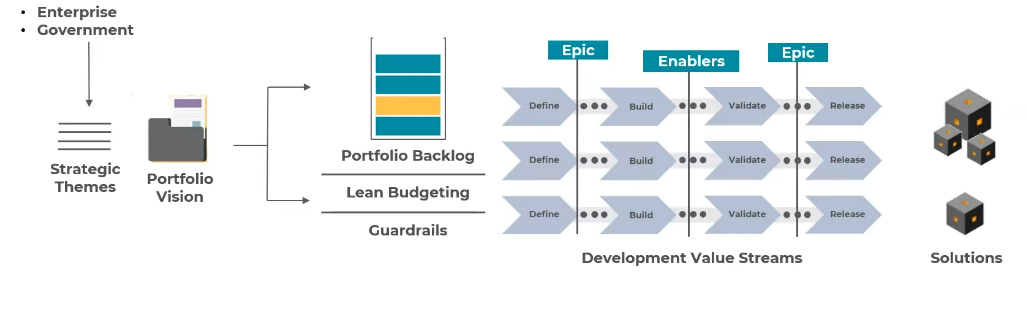 • Enterprise
• Government
Strategic
Themes
Portfolio
Vision
Portfolio Backlog
Lean Budgeting
Guardrails
Epic
Enablers
Epic
Define
Build
Validate
Release
Define
Build
Validate
Release
Define
Build
Validate
Release
Development Value Streams
Solutions